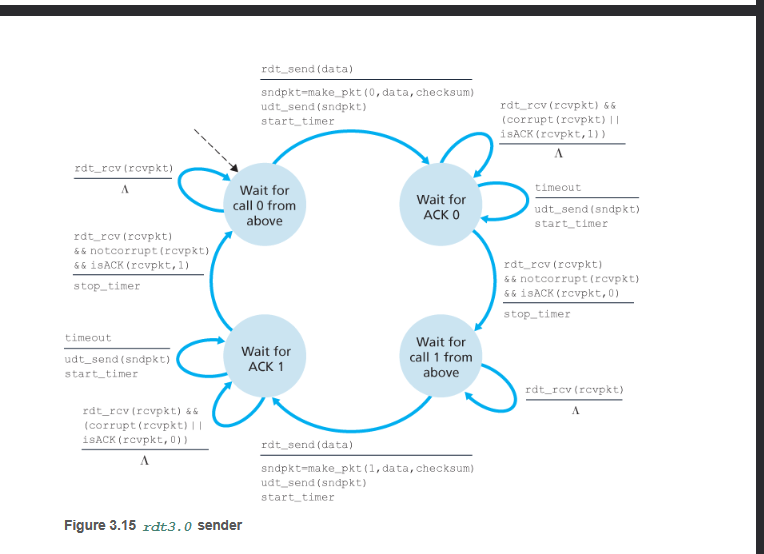 rdt_send(data)
sndpkt=make_pkt(0,data,checksum)
udt_send(sndpkt)
start_timer
rdt_rcv(rcvpkt) &&
(corrupt(rcvpkt)||
isACK(rcvpkt,1))
Λ
rdt_rcv(rcvpkt)
Λ
Wait for
call 0 from
above
Wait for
ACK 0
timeout
udt_send(sndpkt)
start_timer
rdt_rcv(rcvpkt)
&& notcorrupt(rcvpkt)
&& isACK(rcvpkt,1)
stop_timer
rdt_rcv(rcvpkt)
&& notcorrupt(rcvpkt)
&& isACK(rcvpkt,0)
stop_timer
timeout
udt_send(sndpkt)
start_timer
Wait for
ACK 1
Wait for
call 1 from
above
rdt_rcv(rcvpkt)
Λ
rdt_rcv(rcvpkt) &&
(corrupt(rcvpkt)||
isACK(rcvpkt,0))
Λ
rdt_send(data)
sndpkt=make_pkt(1,data,checksum)
udt_send(sndpkt)
start_timer
Figure 3.15 rdt3.0 sender